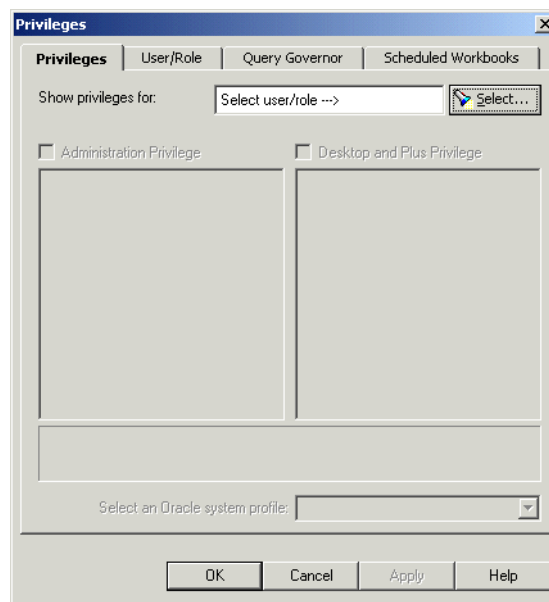 Privileges
Privileges User/Role Query Governor Scheduled Workbooks
Show privileges for: Select user/role ---> Select...
Administration Privilege Desktop and Plus Privilege
Select an Oracle system profile:
OK Cancel Apply Help